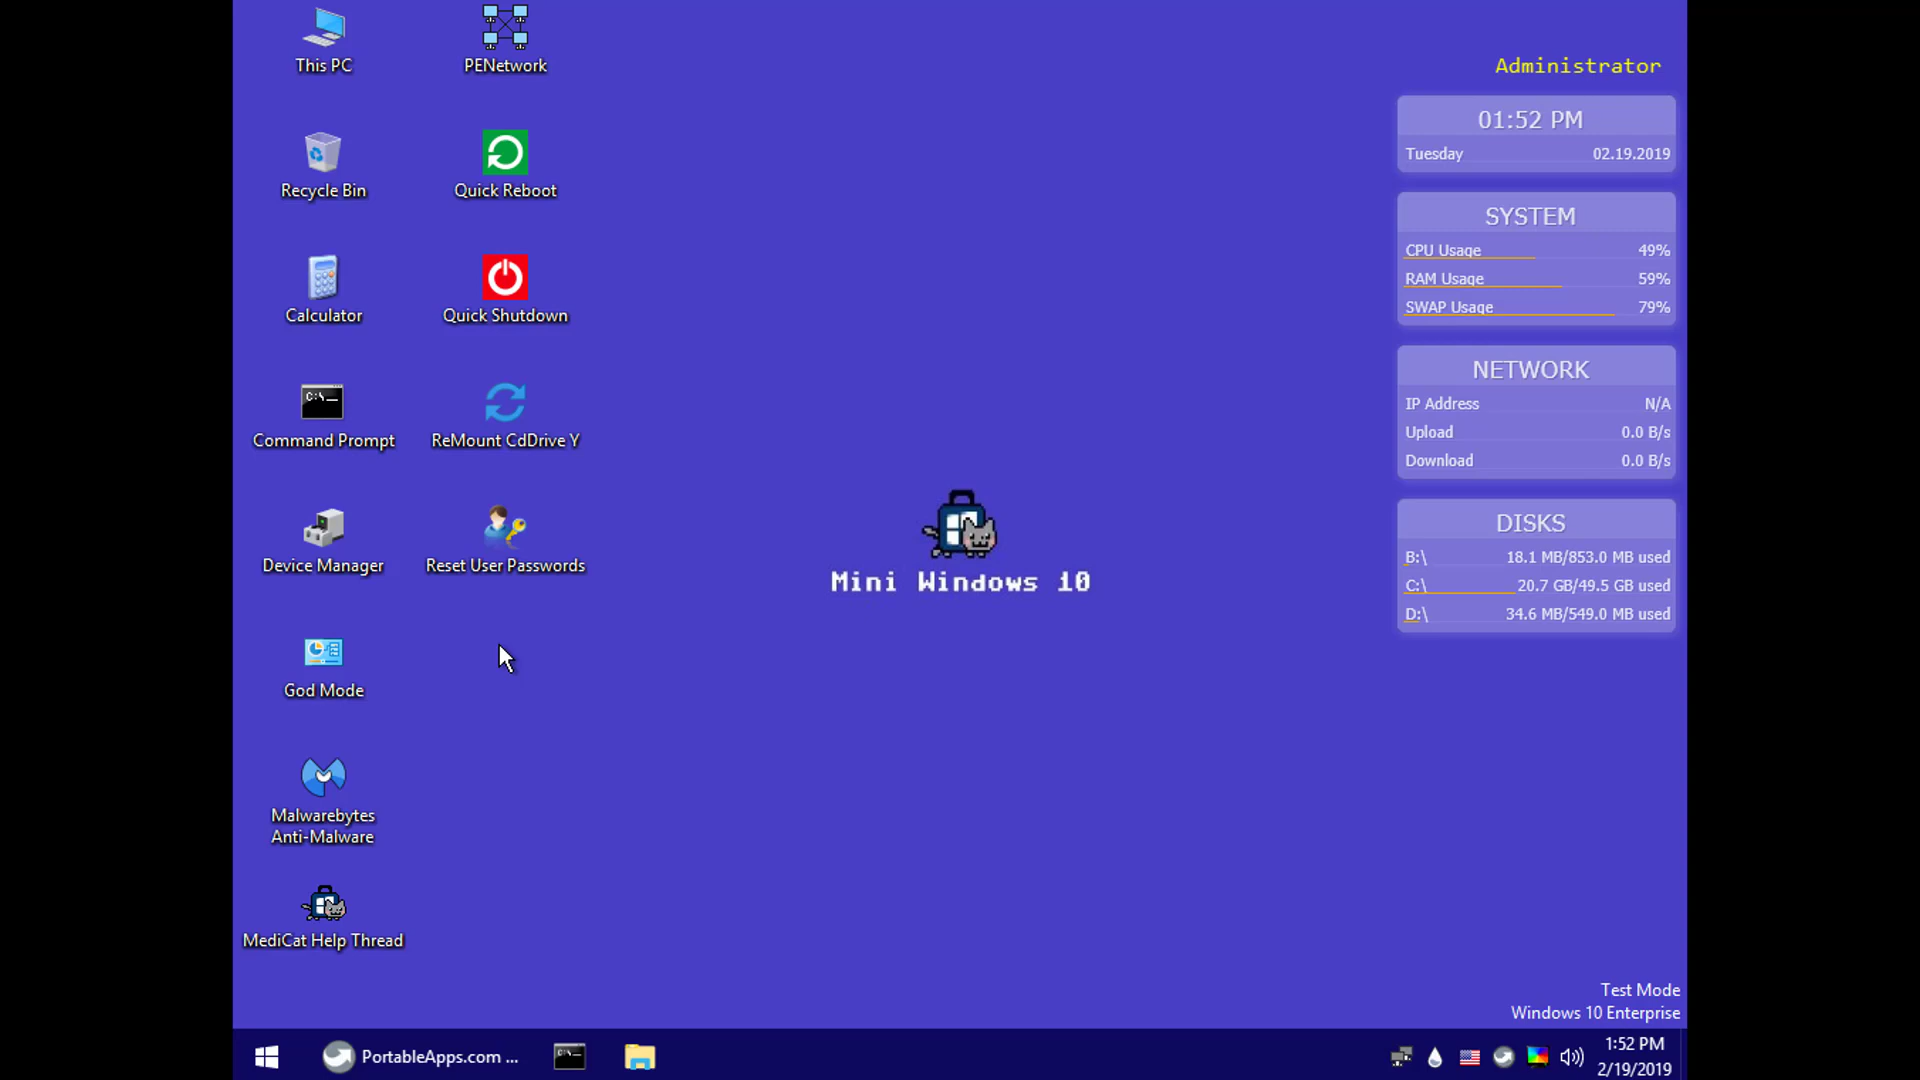 This PC
PENetwork
Recycle Bin
Quick Reboot
Calculator
Quick Shutdown
C:\_
Command Prompt
ReMount CdDrive Y
Device Manager
Reset User Passwords
God Mode
Malwarebytes
Anti-Malware
MediCat Help Thread
Mini Windows 10
Administrator
01:52 PM
Tuesday 02.19.2019
SYSTEM
CPU Usage 49%
RAM Usage 59%
SWAP Usage 79%
NETWORK
IP Address N/A
Upload 0.0 B/s
Download 0.0 B/s
DISKS
B:\ 18.1 MB/853.0 MB used
C:\ 20.7 GB/49.5 GB used
D:\ 34.6 MB/549.0 MB used
Test Mode
Windows 10 Enterprise
PortableApps.com ...
1:52 PM
2/19/2019